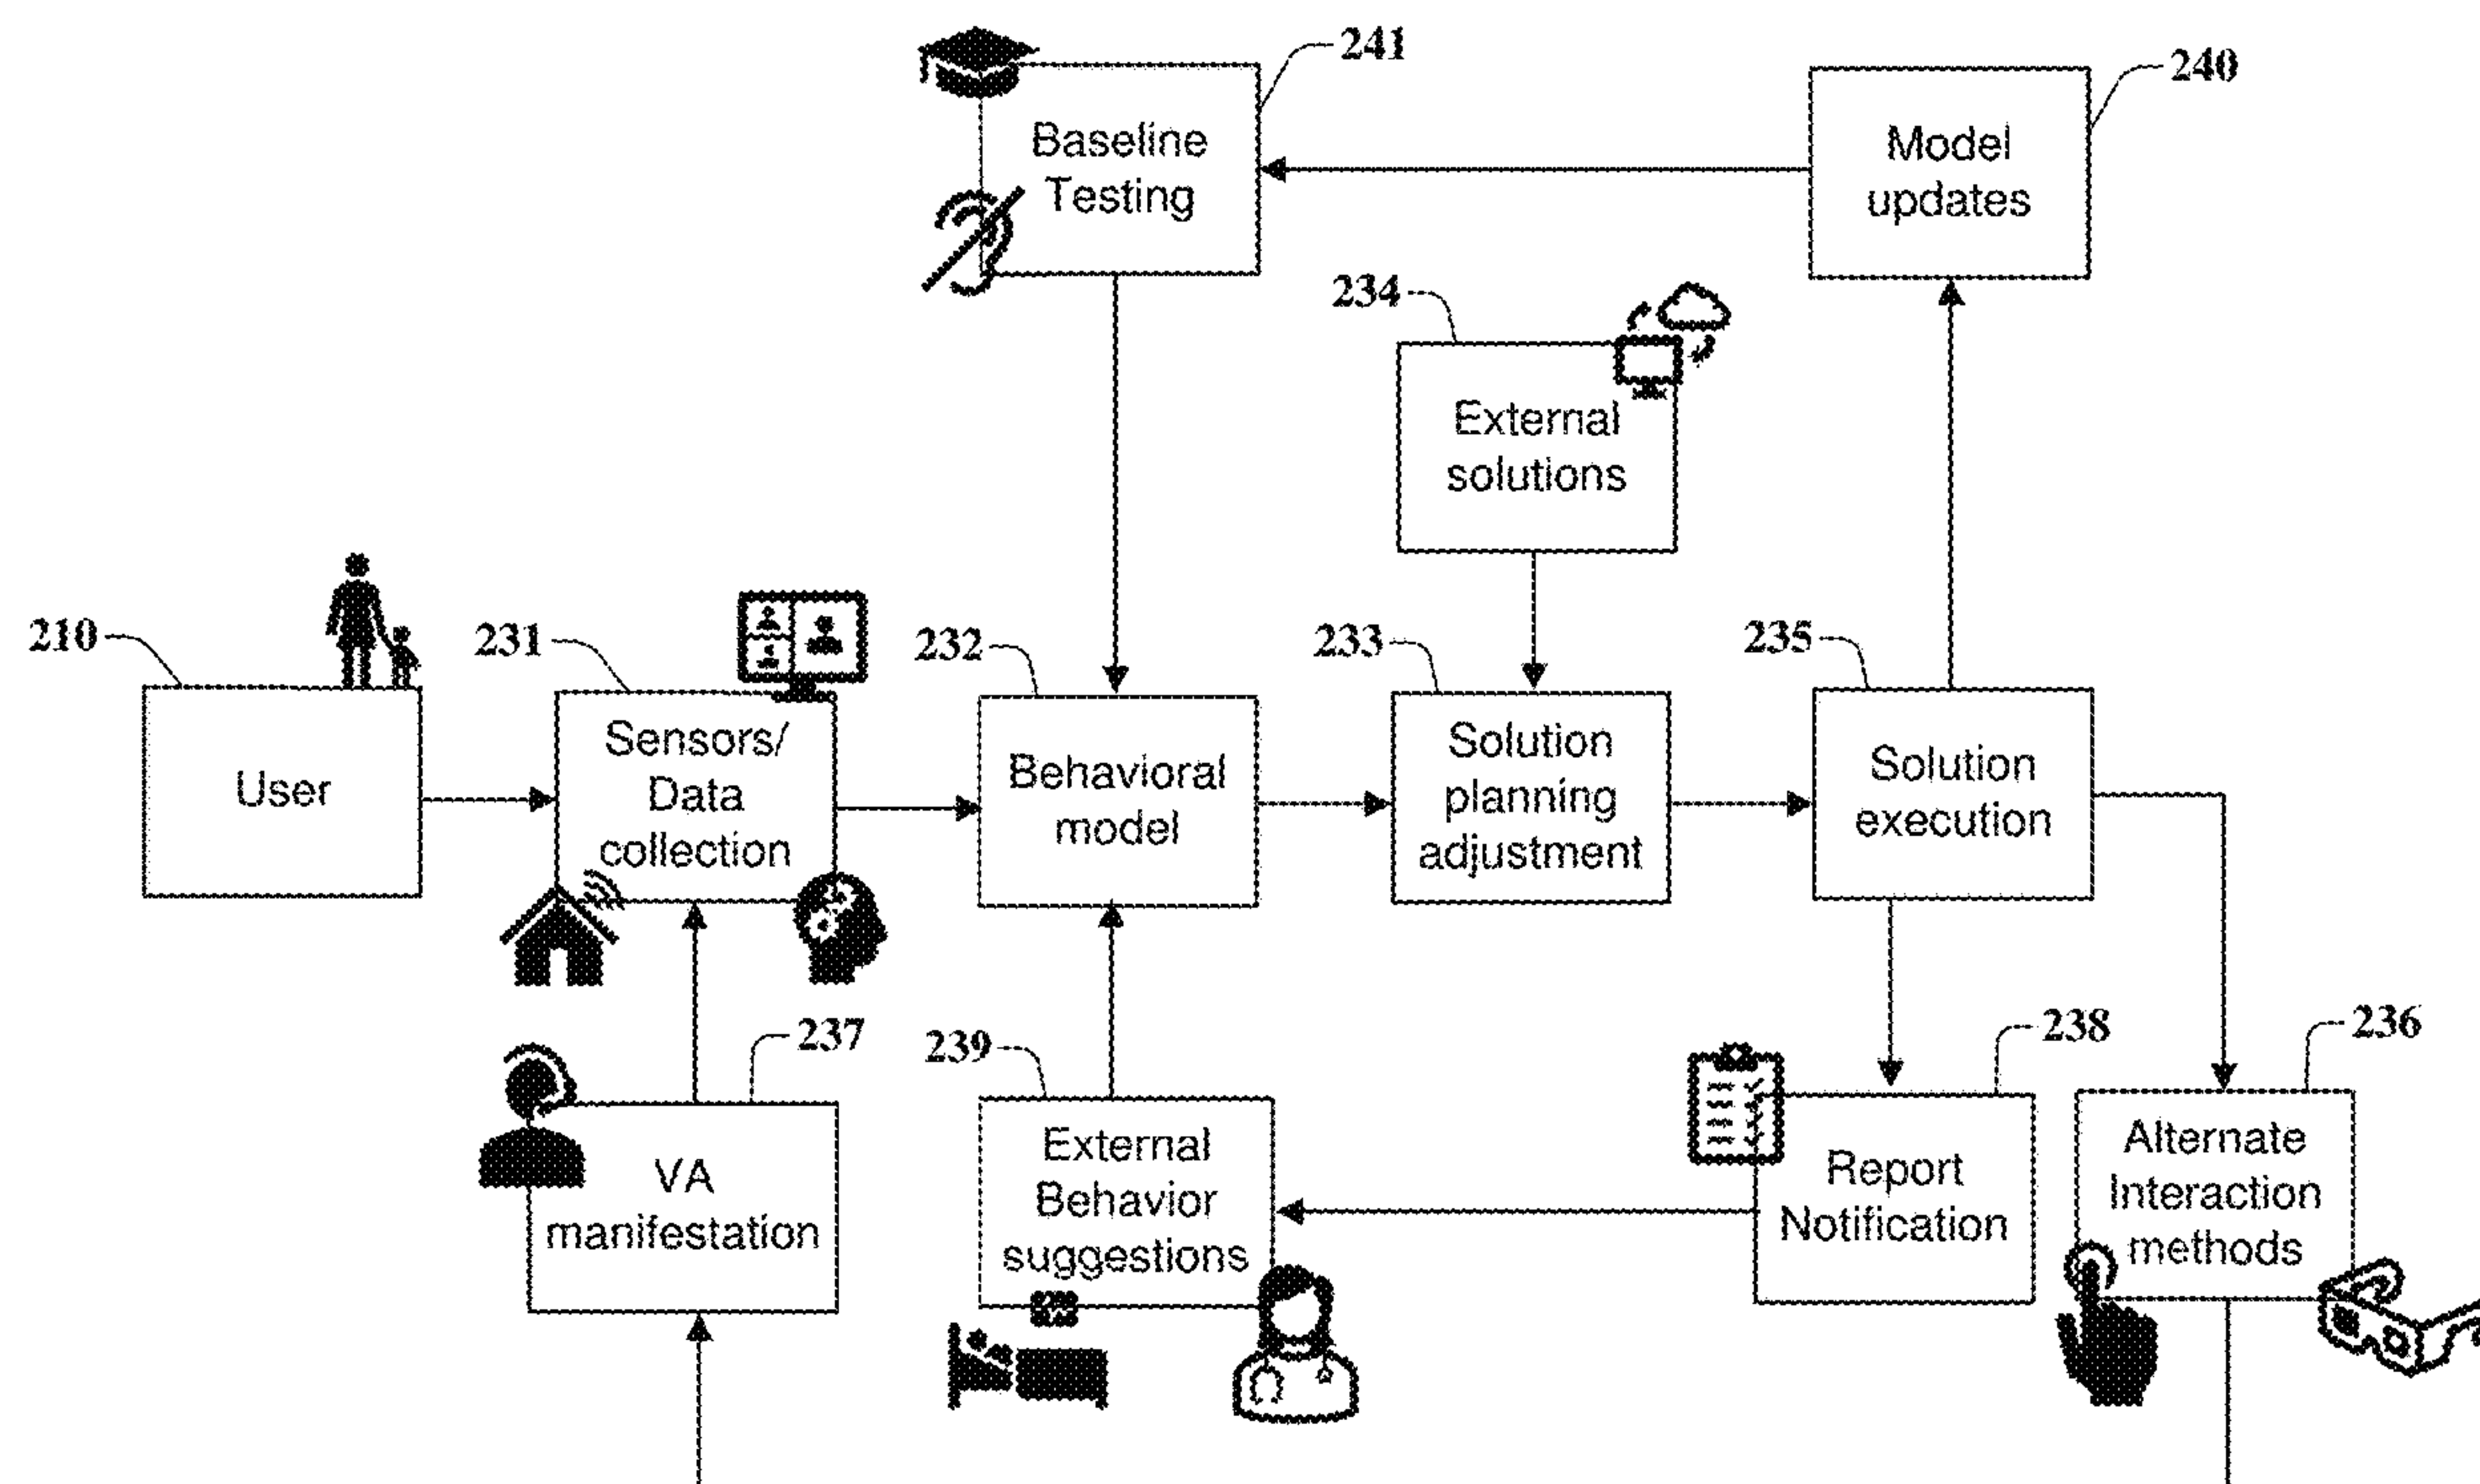 241
240
Baseline
Testing
Model
updates
234
External
solutions
210
231
232
233
235
User
Sensors/
Data
collection
Behavioral
model
Solution
planning
adjustment
Solution
execution
237
239
238
236
VA
manifestation
External
Behavior
suggestions
Report
Notification
Alternate
Interaction
methods